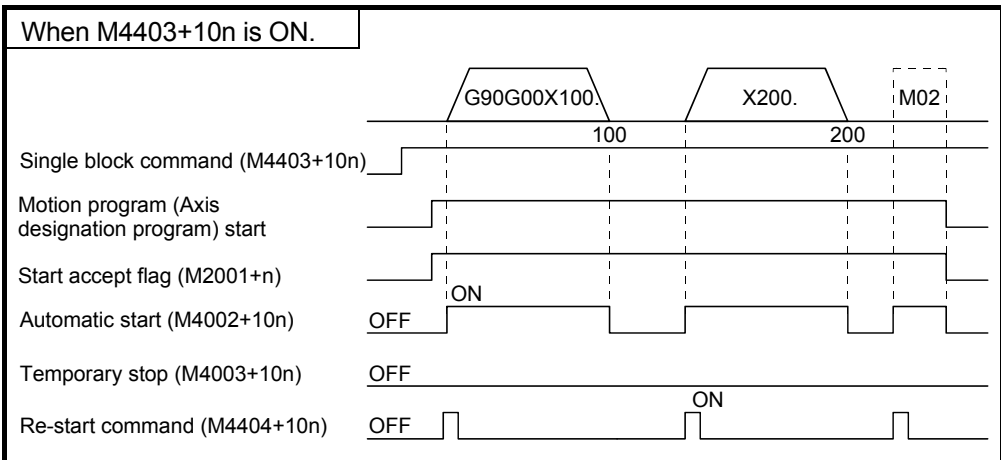 When M4403+10n is ON.
G90G00X100. X200. M02
100 200
Single block command (M4403+10n)
Motion program (Axis
designation program) start
Start accept flag (M2001+n)
ON
Automatic start (M4002+10n) OFF
Temporary stop (M4003+10n) OFF
ON
Re-start command (M4404+10n) OFF